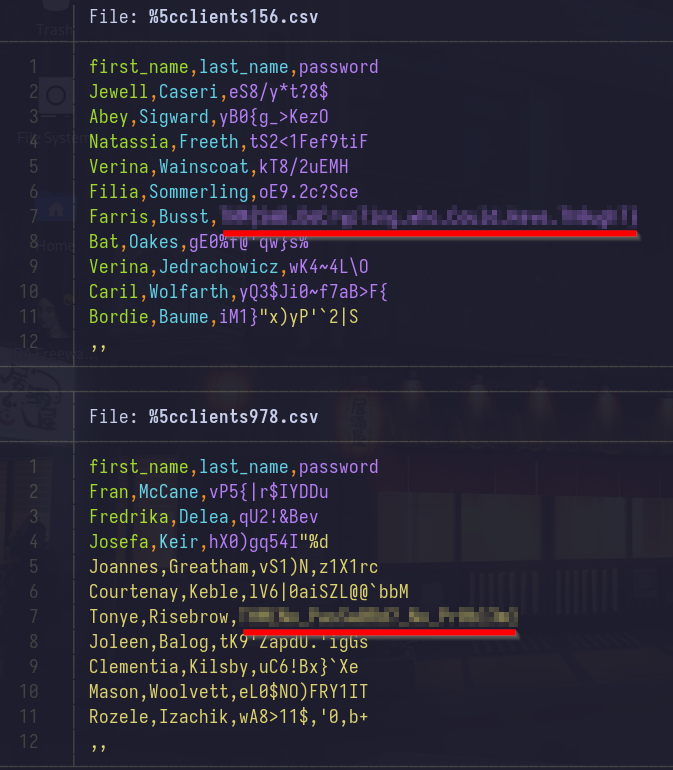 File: %5cclients156.csv
1 first_name,last_name,password
2 Jewell,Caseri,eS8/y*t?8$
3 Abey,Sigward,yB0{g_>KezO
4 Natassia,Freeth,tS2<1Fef9tiF
5 Verina,Wainscoat,kT8/2uEMH
6 Filia,Sommerling,oE9.2c?Sce
7 Farris,Busst,
8 Bat,Oakes,gE0%f@'qw}s%
9 Verina,Jedrachowicz,wK4~4L\O
10 Caril,Wolfarth,yQ3$Ji0~f7aB>F{
11 Bordie,Baume,iM1}"x)yP'`2|S
12 ,,
File: %5cclients978.csv
1 first_name,last_name,password
2 Fran,McCane,vP5{|r$IYDDu
3 Fredrika,Delea,qU2!&Bev
4 Josefa,Keir,hX0)gq54I"%d
5 Joannes,Greatham,vS1)N,z1X1rc
6 Courtenay,Keble,lV6|0aiSZL@@`bbM
7 Tonye,Risebrow,
8 Joleen,Balog,tK9'ZapdU.'igGs
9 Clementia,Kilsby,uC6!Bx}`Xe
10 Mason,Woolvett,eL0$NO)FRY1IT
11 Rozele,Izachik,wA8>11$,'0,b+
12 ,,